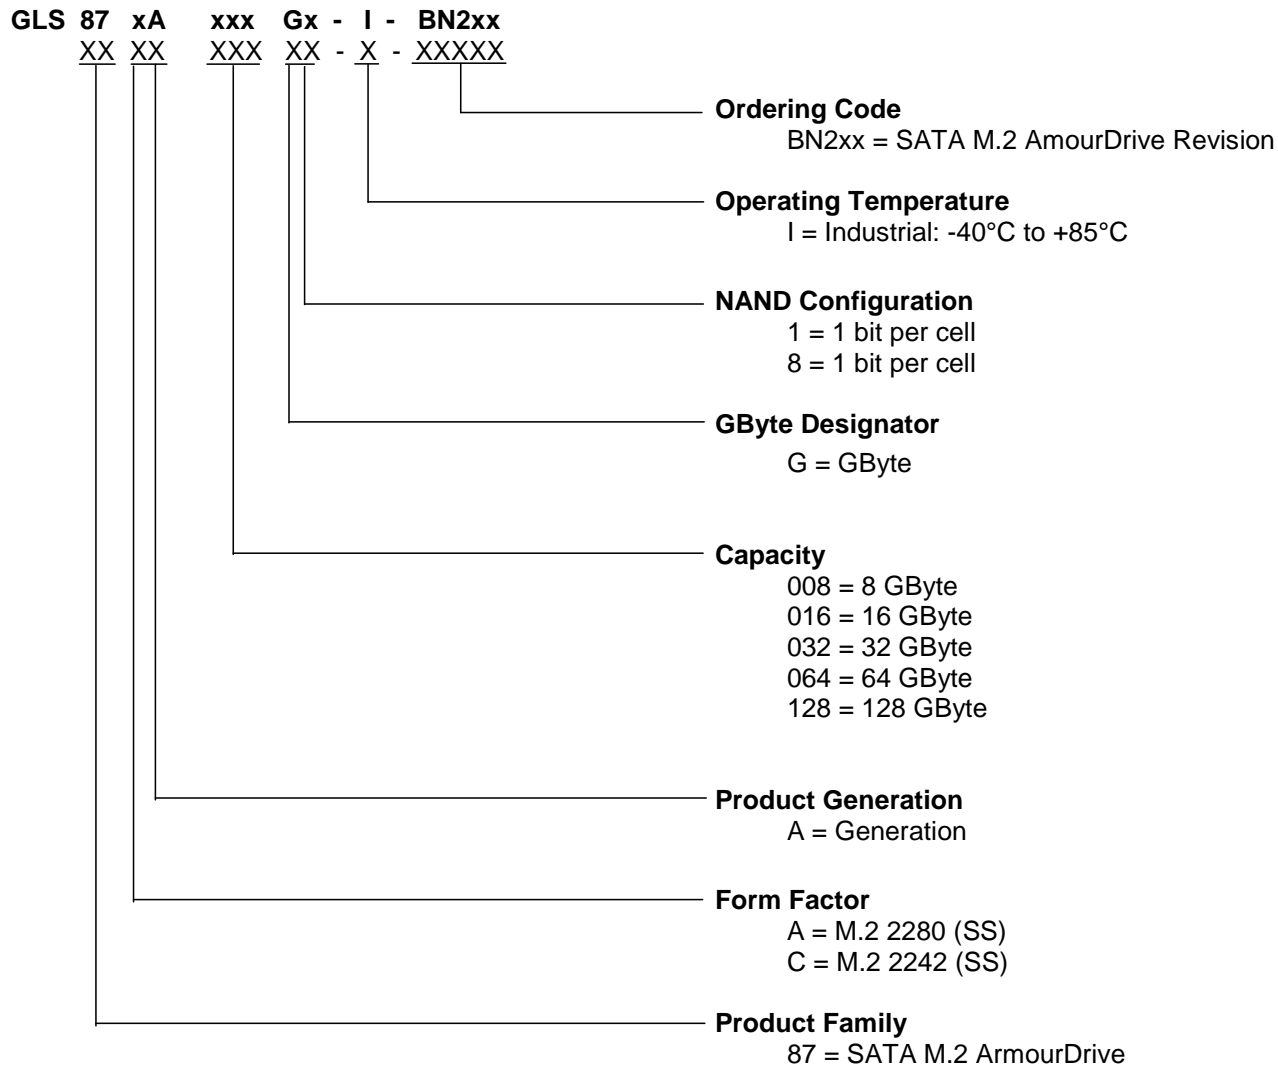 GLS 87 xA xxx Gx - I - BN2xx
XX XX XXX XX - X - XXXXX
Ordering Code
BN2xx = SATA M.2 AmourDrive Revision
Operating Temperature
I = Industrial: -40°C to +85°C
NAND Configuration
1 = 1 bit per cell
8 = 1 bit per cell
GByte Designator
G = GByte
Capacity
008 = 8 GByte
016 = 16 GByte
032 = 32 GByte
064 = 64 GByte
128 = 128 GByte
Product Generation
A = Generation
Form Factor
A = M.2 2280 (SS)
C = M.2 2242 (SS)
Product Family
87 = SATA M.2 ArmourDrive